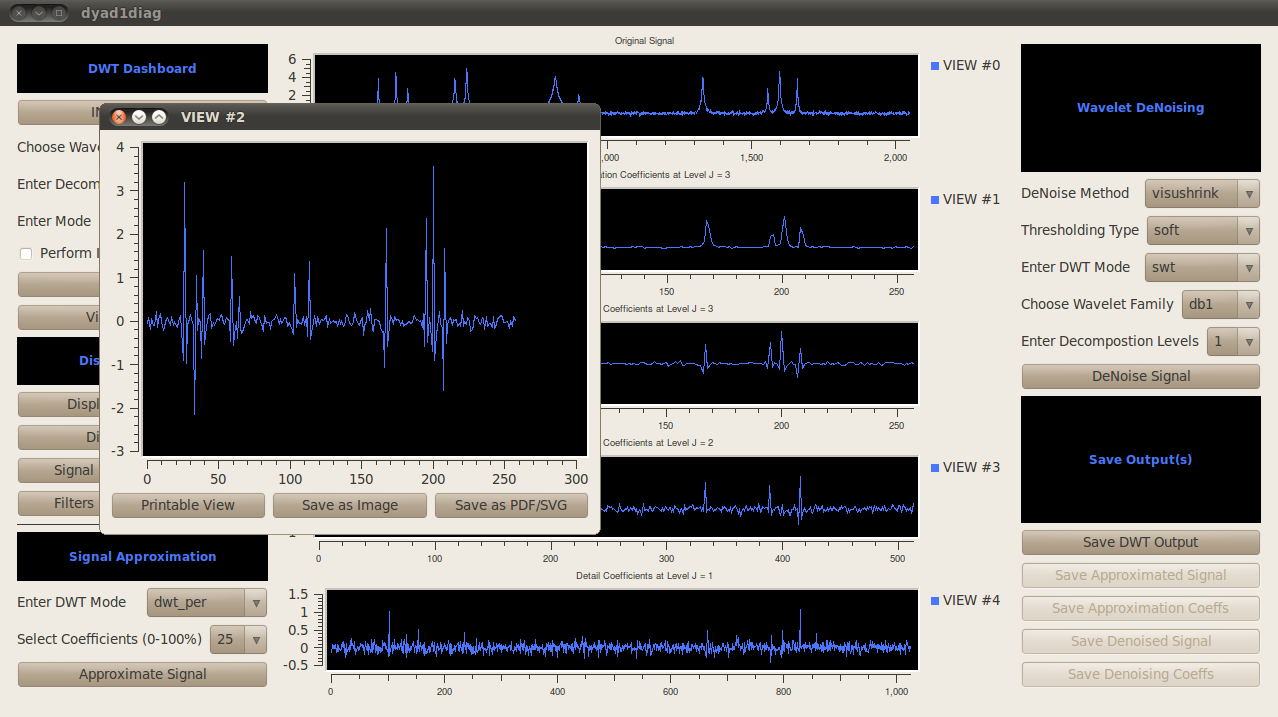 dyad1diag
DWT Dashboard
Choose Wave
Enter Decom
Enter Mode
Perform
Vi
Dis
Displ
Di
Signal
Filters
Signal Approximation
Enter DWT Mode dwt_per
Select Coefficients (0-100%) 25
Approximate Signal
VIEW #2
4
3
2
1
0
-1
-2
-3
0 50 100 150 200 250 300
Printable View Save as Image Save as PDF/SVG
Original Signal
6
4
2
,000 1,500 2,000
VIEW #0
tion Coefficients at Level J = 3
150 200 250
VIEW #1
Coefficients at Level J = 3
150 200 250
Coefficients at Level J = 2
0 100 200 300 400 500
VIEW #3
Detail Coefficients at Level J = 1
1.5
1
0.5
0
-0.5
0 200 400 600 800 1,000
VIEW #4
Wavelet DeNoising
DeNoise Method visushrink
Thresholding Type soft
Enter DWT Mode swt
Choose Wavelet Family db1
Enter Decompostion Levels 1
DeNoise Signal
Save Output(s)
Save DWT Output
Save Approximated Signal
Save Approximation Coeffs
Save Denoised Signal
Save Denoising Coeffs